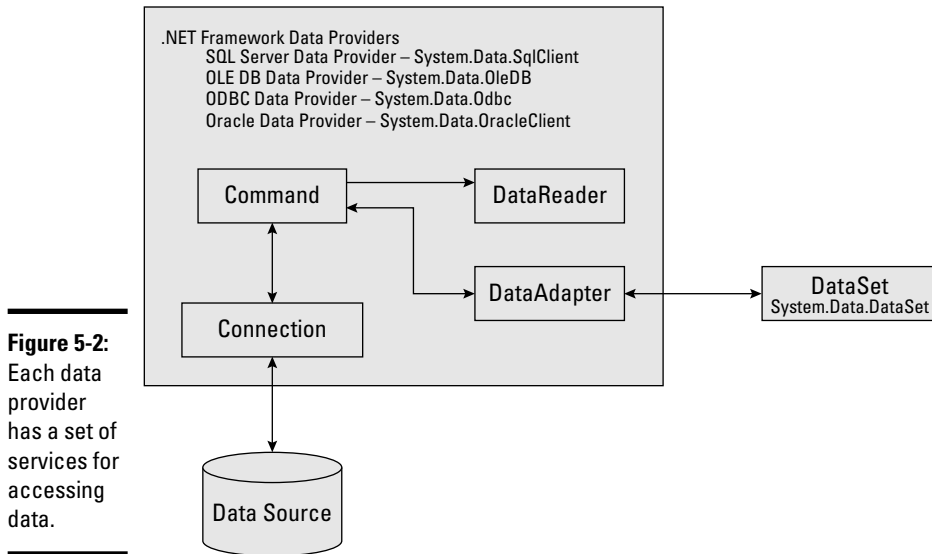 .NET Framework Data Providers
SQL Server Data Provider – System.Data.SqlClient
OLE DB Data Provider – System.Data.OleDB
ODBC Data Provider – System.Data.Odbc
Oracle Data Provider – System.Data.OracleClient
Command
DataReader
DataAdapter
DataSet
System.Data.DataSet
Connection
Data Source
Figure 5-2:
Each data
provider
has a set of
services for
accessing
data.